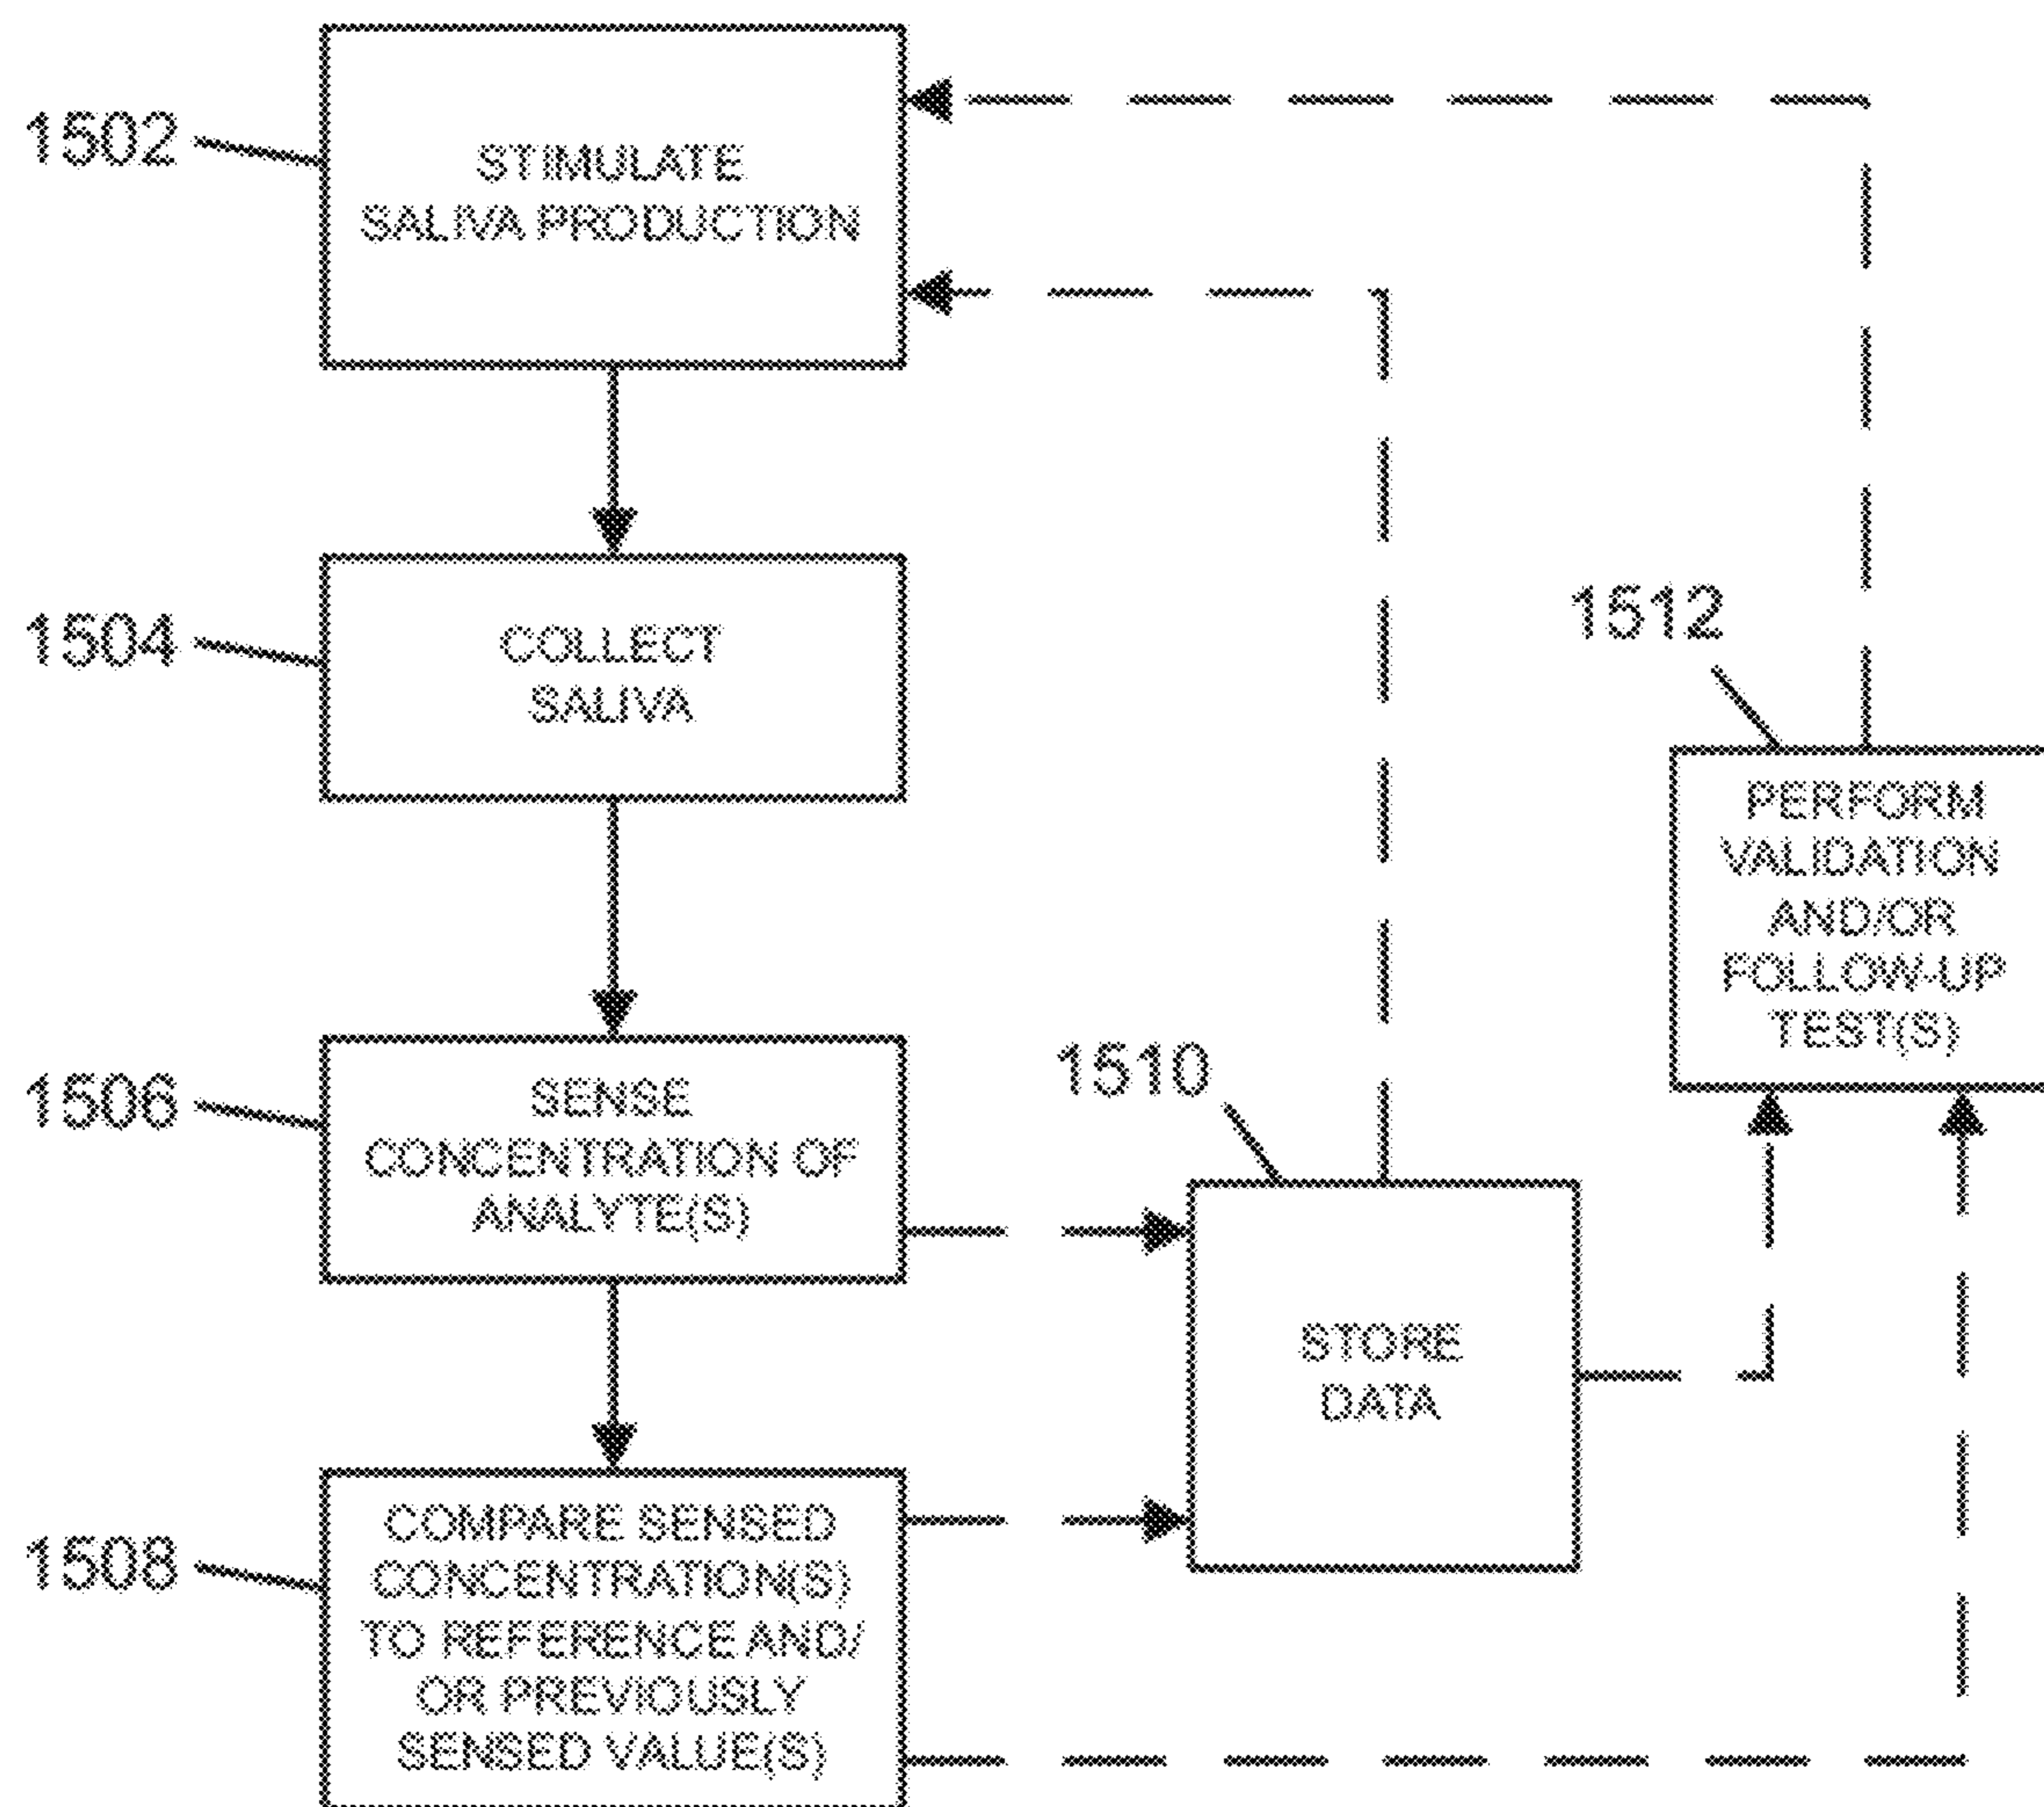 1502
STIMULATE
SALIVA PRODUCTION
1504
COLLECT
SALIVA
1512
PERFORM
VALIDATION
AND/OR
FOLLOW-UP
TEST(S)
1506
SENSE
CONCENTRATION OF
ANALYTE(S)
1510
STORE
DATA
1508
COMPARE SENSED
CONCENTRATION(S)
TO REFERENCE AND/
OR PREVIOUSLY
SENSED VALUE(S)